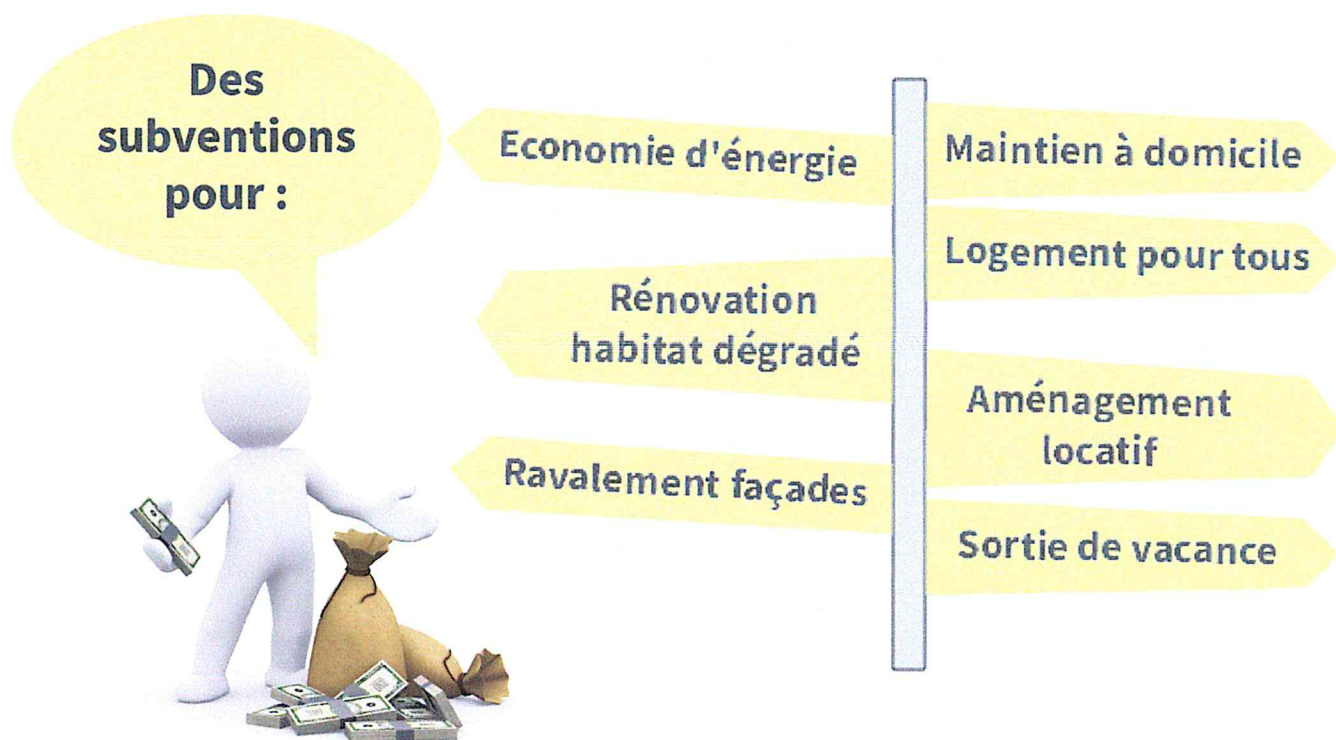 Des
subventions
pour :
Economie d'énergie
Rénovation
habitat dégradé
Ravalement façades
Maintien à domicile
Logement pour tous
Aménagement
locatif
Sortie de vacance